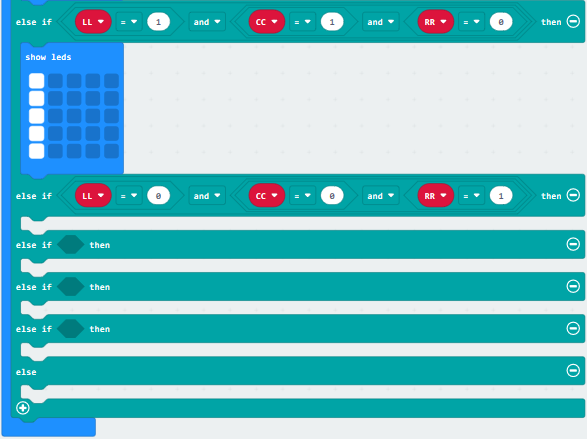 else if LL = 1 and CC = 1 and RR = 0 then
show leds
else if LL = 0 and CC = 0 and RR = 1 then
else if then
else if then
else if then
else